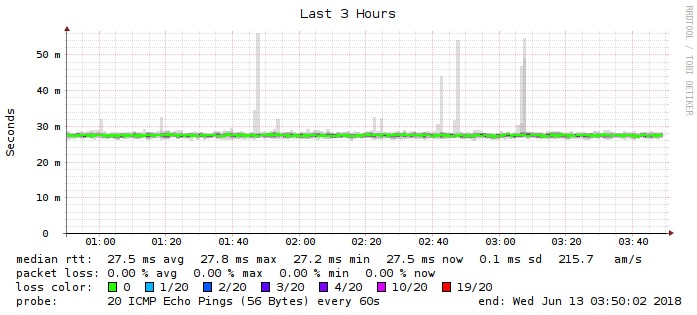 Last 3 Hours
RRDTOOL / TOBI OETIKER
Seconds
50 m
40 m
30 m
20 m
10 m
0
01:00 01:20 01:40 02:00 02:20 02:40 03:00 03:20 03:40
median rtt: 27.5 ms avg 27.8 ms max 27.2 ms min 27.5 ms now 0.1 ms sd 215.7 am/s
packet loss: 0.00 % avg 0.00 % max 0.00 % min 0.00 % now
loss color: 0 1/20 2/20 3/20 4/20 10/20 19/20
probe: 20 ICMP Echo Pings (56 Bytes) every 60s end: Wed Jun 13 03:50:02 2018